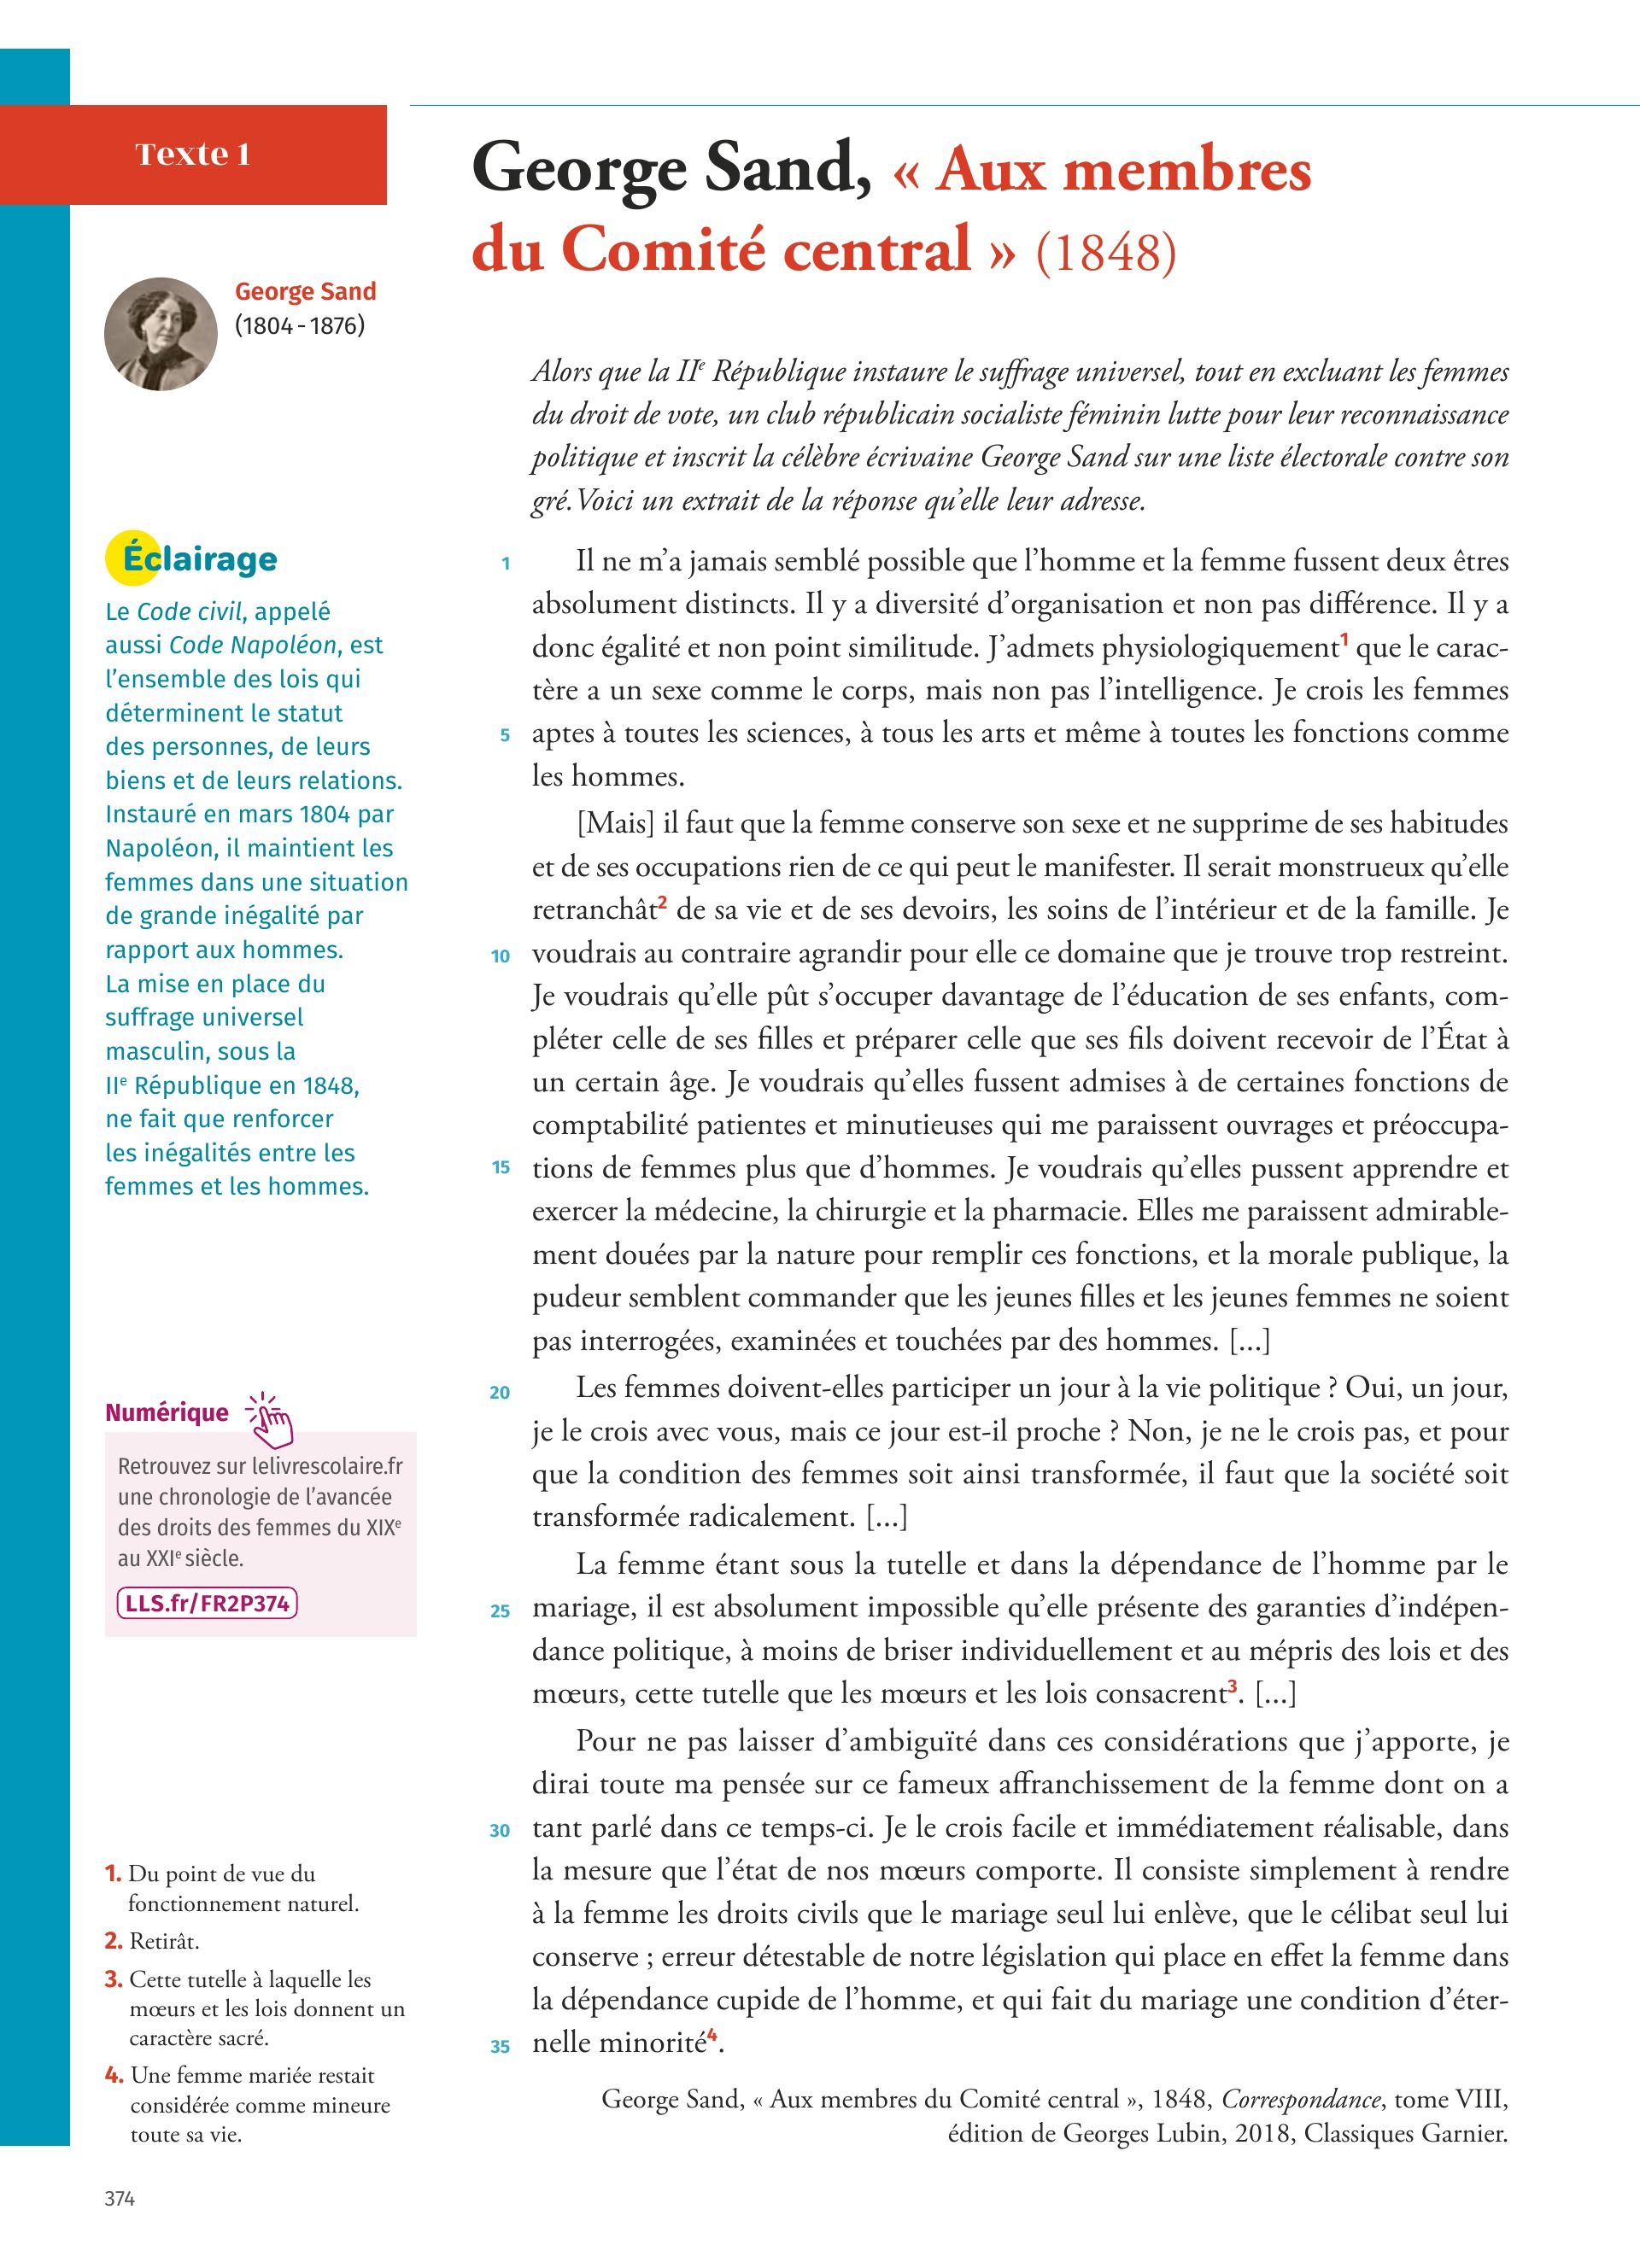 Texte 1
George Sand, « Aux membres
du Comité central » (1848)
George Sand
(1804 - 1876)
Alors que la IIe République instaure le suffrage universel, tout en excluant les femmes
du droit de vote, un club républicain socialiste féminin lutte pour leur reconnaissance
politique et inscrit la célèbre écrivaine George Sand sur une liste électorale contre son
gré. Voici un extrait de la réponse qu’elle leur adresse.
Éclairage
Le Code civil, appelé
aussi Code Napoléon, est
l’ensemble des lois qui
déterminent le statut
des personnes, de leurs
biens et de leurs relations.
Instauré en mars 1804 par
Napoléon, il maintient les
femmes dans une situation
de grande inégalité par
rapport aux hommes.
La mise en place du
suffrage universel
masculin, sous la
IIe République en 1848,
ne fait que renforcer
les inégalités entre les
femmes et les hommes.
1 Il ne m’a jamais semblé possible que l’homme et la femme fussent deux êtres
absolument distincts. Il y a diversité d’organisation et non pas différence. Il y a
donc égalité et non point similitude. J’admets physiologiquement1 que le carac-
tère a un sexe comme le corps, mais non pas l’intelligence. Je crois les femmes
5 aptes à toutes les sciences, à tous les arts et même à toutes les fonctions comme
les hommes.
[Mais] il faut que la femme conserve son sexe et ne supprime de ses habitudes
et de ses occupations rien de ce qui peut le manifester. Il serait monstrueux qu’elle
retranchât2 de sa vie et de ses devoirs, les soins de l’intérieur et de la famille. Je
10 voudrais au contraire agrandir pour elle ce domaine que je trouve trop restreint.
Je voudrais qu’elle pût s’occuper davantage de l’éducation de ses enfants, com-
pléter celle de ses filles et préparer celle que ses fils doivent recevoir de l’État à
un certain âge. Je voudrais qu’elles fussent admises à de certaines fonctions de
comptabilité patientes et minutieuses qui me paraissent ouvrages et préoccupa-
15 tions de femmes plus que d’hommes. Je voudrais qu’elles pussent apprendre et
exercer la médecine, la chirurgie et la pharmacie. Elles me paraissent admirable-
ment douées par la nature pour remplir ces fonctions, et la morale publique, la
pudeur semblent commander que les jeunes filles et les jeunes femmes ne soient
pas interrogées, examinées et touchées par des hommes. [...]
20 Les femmes doivent-elles participer un jour à la vie politique ? Oui, un jour,
je le crois avec vous, mais ce jour est-il proche ? Non, je ne le crois pas, et pour
que la condition des femmes soit ainsi transformée, il faut que la société soit
transformée radicalement. [...]
La femme étant sous la tutelle et dans la dépendance de l’homme par le
25 mariage, il est absolument impossible qu’elle présente des garanties d’indépen-
dance politique, à moins de briser individuellement et au mépris des lois et des
mœurs, cette tutelle que les mœurs et les lois consacrent3. [...]
Pour ne pas laisser d’ambiguïté dans ces considérations que j’apporte, je
dirai toute ma pensée sur ce fameux affranchissement de la femme dont on a
30 tant parlé dans ce temps-ci. Je le crois facile et immédiatement réalisable, dans
la mesure que l’état de nos mœurs comporte. Il consiste simplement à rendre
à la femme les droits civils que le mariage seul lui enlève, que le célibat seul lui
conserve ; erreur détestable de notre législation qui place en effet la femme dans
la dépendance cupide de l’homme, et qui fait du mariage une condition d’éter-
35 nelle minorité4.
George Sand, « Aux membres du Comité central », 1848, Correspondance, tome VIII,
édition de Georges Lubin, 2018, Classiques Garnier.
Numérique
Retrouvez sur lelivrescolaire.fr
une chronologie de l’avancée
des droits des femmes du XIXe
au XXIe siècle.
LLS.fr/FR2P374
1. Du point de vue du
fonctionnement naturel.
2. Retirât.
3. Cette tutelle à laquelle les
mœurs et les lois donnent un
caractère sacré.
4. Une femme mariée restait
considérée comme mineure
toute sa vie.
374